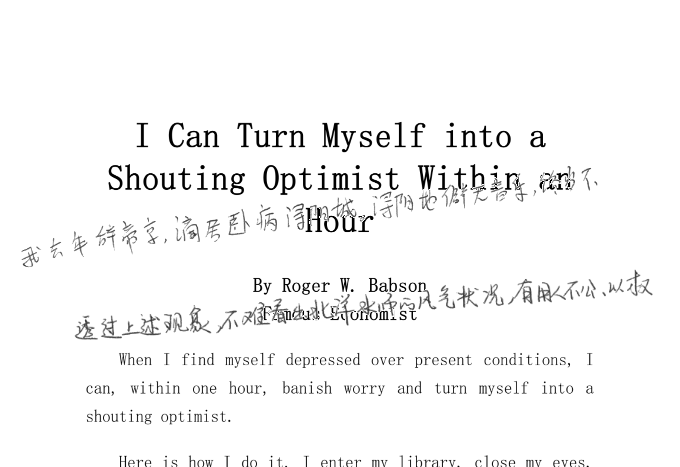 I Can Turn Myself into a
Shouting Optimist Within an
Hour
我去年辞帝京,谪居卧病浔阳城,浔阳地僻无音乐,终岁不
By Roger W. Babson
透过上述现象,不难看出北洋水师的风气状况,有用人不公、以权
Famous Economist
When I find myself depressed over present conditions, I
can, within one hour, banish worry and turn myself into a
shouting optimist.
Here is how I do it. I enter my library, close my eyes,